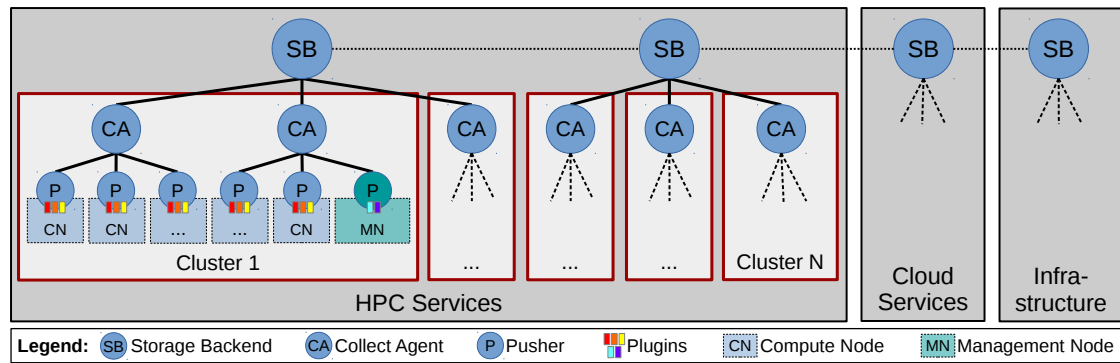 SB SB SB SB
CA CA CA CA CA CA
P P P P P P
CN CN ... ... CN MN
Cluster 1 ... ... ... Cluster N
HPC Services
Cloud
Services
Infra-
structure
Legend: SB Storage Backend CA Collect Agent P Pusher Plugins CN Compute Node MN Management Node